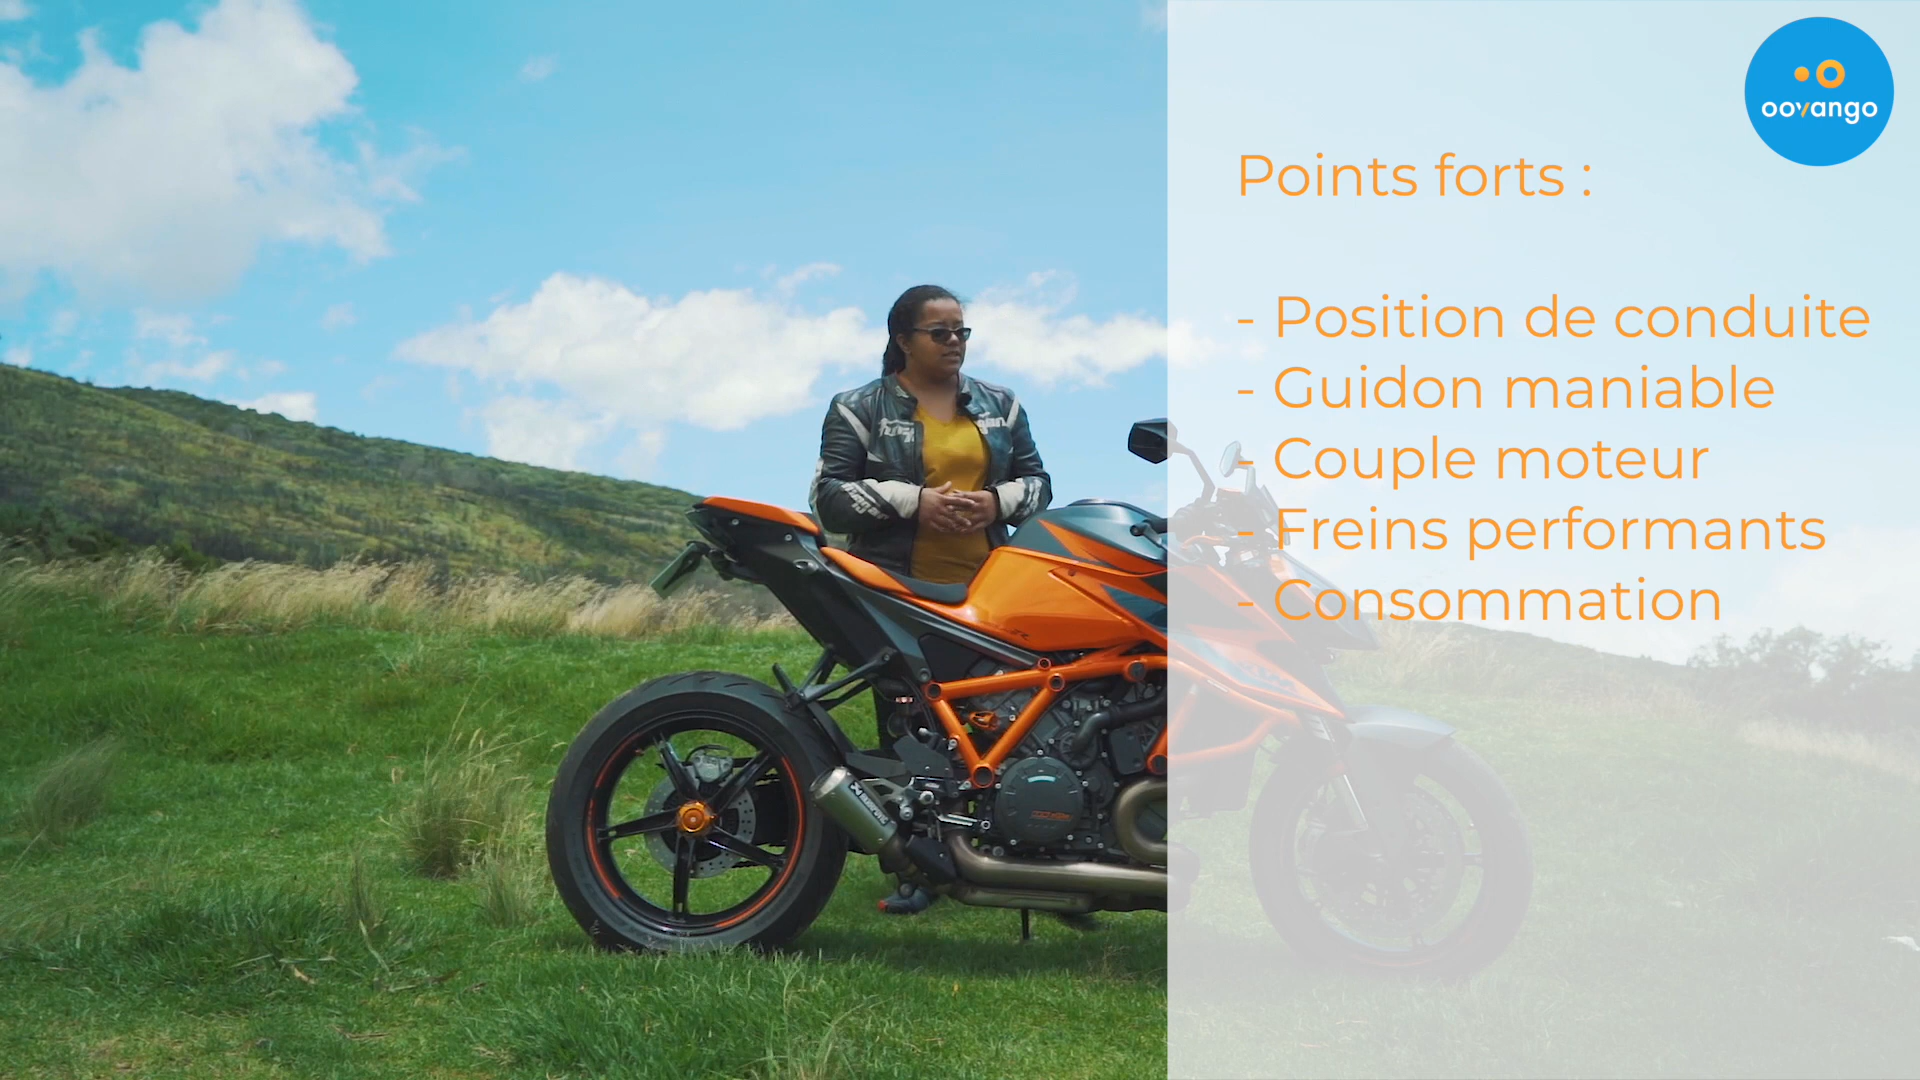 oovango
Points forts :
- Position de conduite
- Guidon maniable
- Couple moteur
- Freins performants
- Consommation